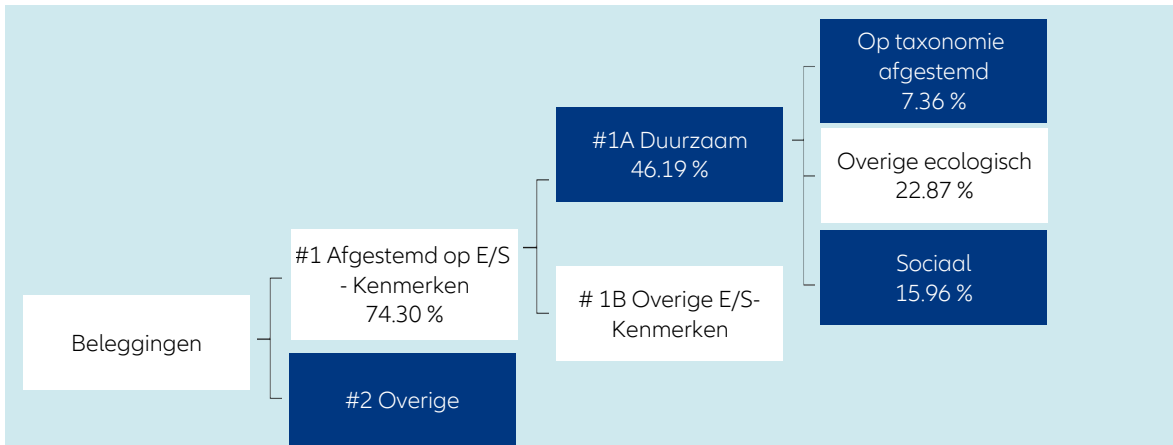 Beleggingen
#1 Afgestemd op E/S
- Kenmerken
74.30 %
#2 Overige
#1A Duurzaam
46.19 %
# 1B Overige E/S-
Kenmerken
Op taxonomie
afgestemd
7.36 %
Overige ecologisch
22.87 %
Sociaal
15.96 %